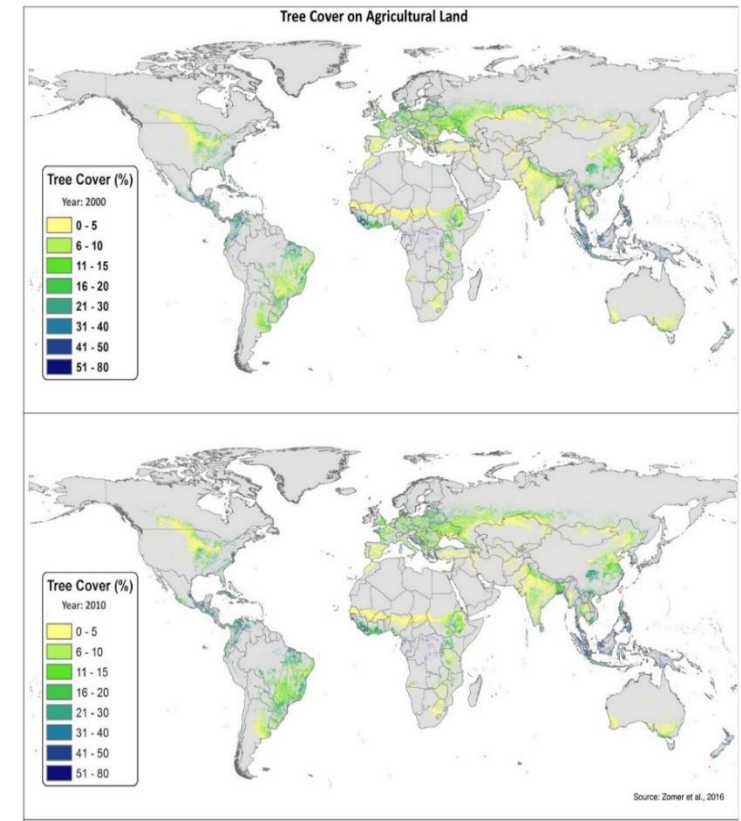 Tree Cover on Agricultural Land
Tree Cover (%)
Year: 2000
0 - 5
6 - 10
11 - 15
16 - 20
21 - 30
31 - 40
41 - 50
51 - 80
Tree Cover (%)
Year: 2010
0 - 5
6 - 10
11 - 15
16 - 20
21 - 30
31 - 40
41 - 50
51 - 80
Source: Zomer et al., 2016